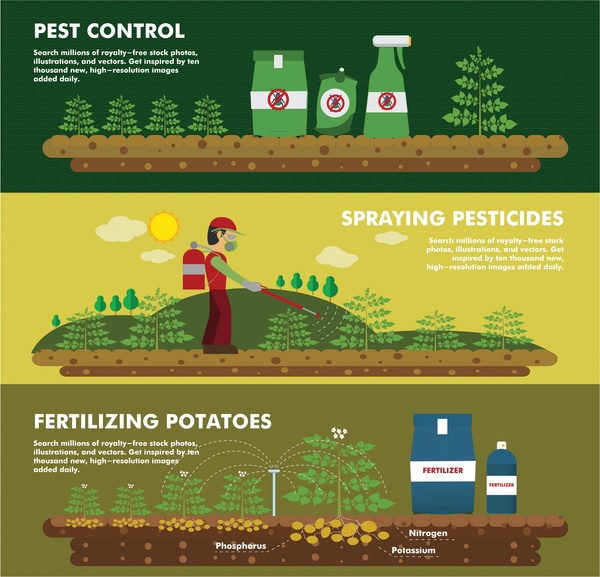 PEST CONTROL
Search millions of royalty-free stock photos,
illustrations, and vectors. Get inspired by ten
thousand new, high-resolution images
added daily.
SPRAYING PESTICIDES
Search millions of royalty-free stock
photos, illustrations, and vectors. Get
inspired by ten thousand new,
high-resolution images added daily.
FERTILIZING POTATOES
Search millions of royalty-free stock photos,
illustrations, and vectors. Get inspired by ten
thousand new, high-resolution images
added daily.
FERTILIZER
FERTILIZER
Nitrogen
Phosphorus
Potassium